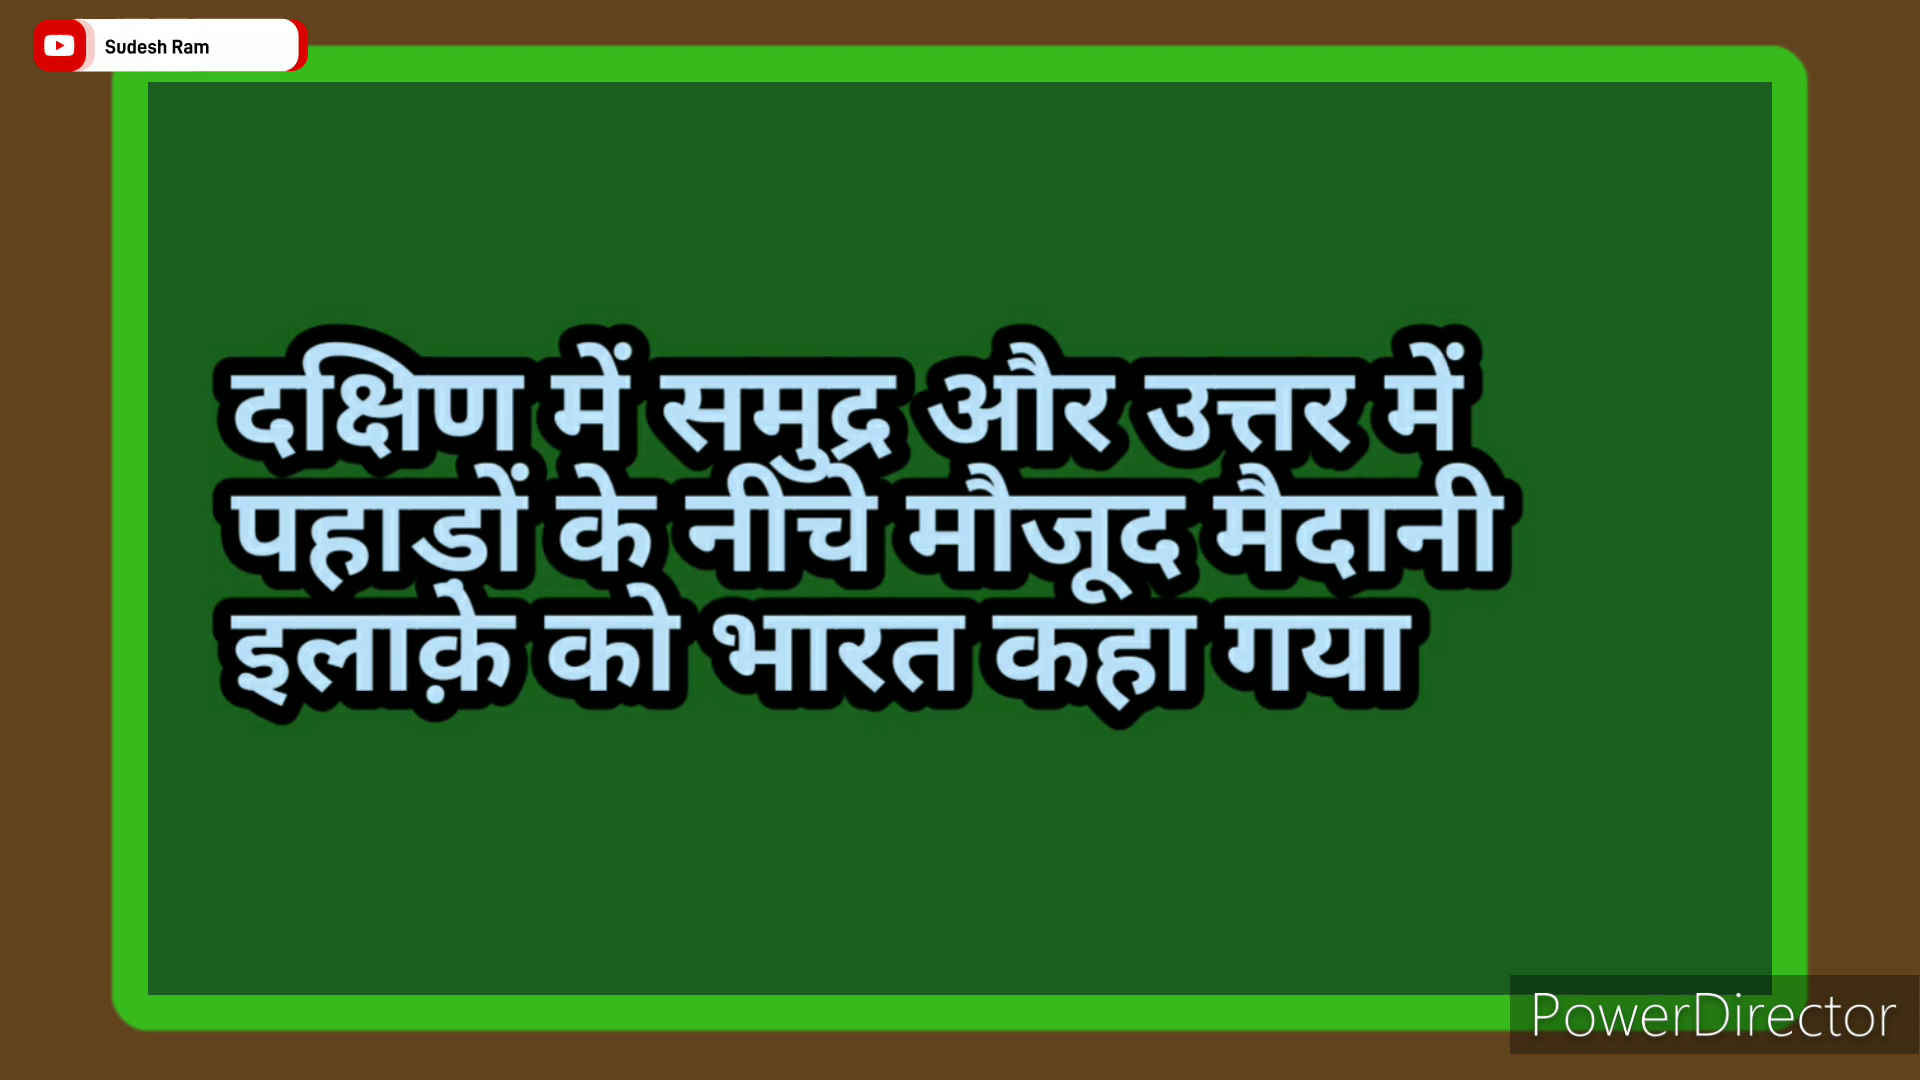 Sudesh Ram
दक्षिण में समुद्र और उत्तर में
पहाडों के नीचे मौजूद मैदानी
इलाक़े को भारत कहा गया
PowerDirector